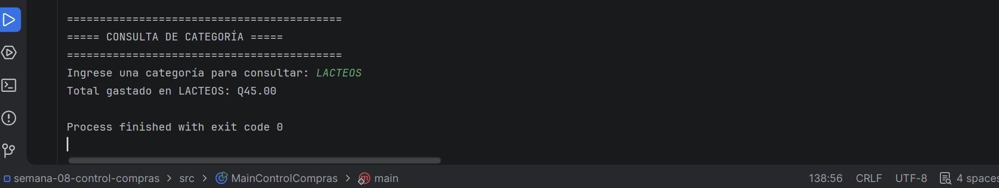 ==========================================
===== CONSULTA DE CATEGORÍA =====
==========================================
Ingrese una categoría para consultar: LACTEOS
Total gastado en LACTEOS: Q45.00
Process finished with exit code 0
semana-08-control-compras > src > MainControlCompras > main 138:56 CRLF UTF-8 4 spaces